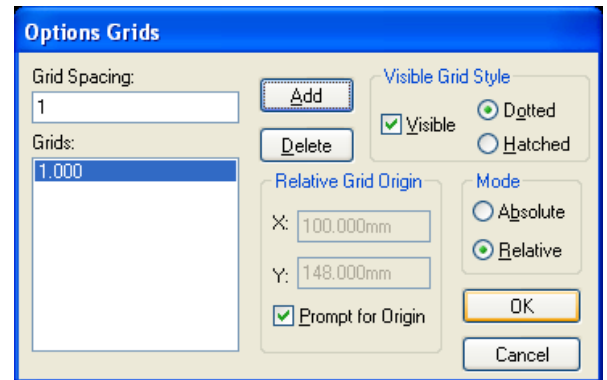 Options Grids
Grid Spacing:
1
Grids:
1.000
Add
Delete
Visible Grid Style
Visible
Dotted
Hatched
Relative Grid Origin
X: 100.000mm
Y: 148.000mm
Prompt for Origin
Mode
Absolute
Relative
OK
Cancel